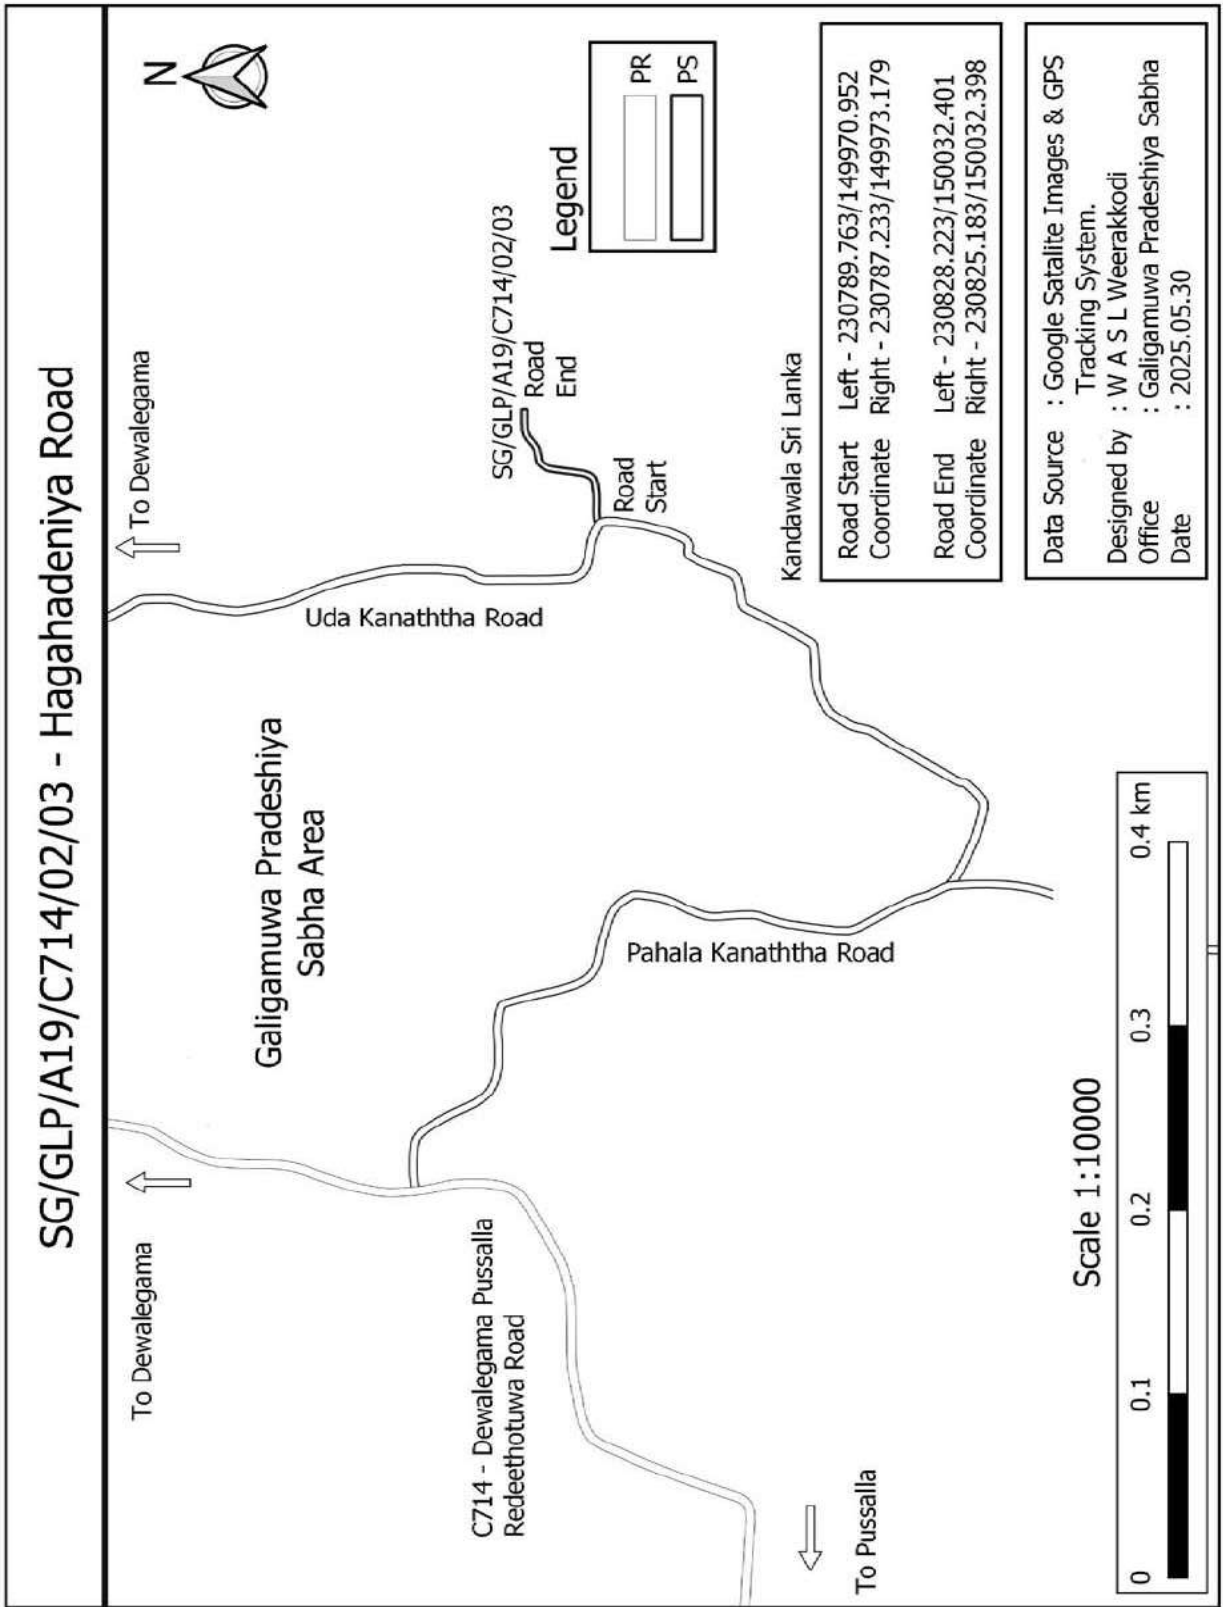 SG/GLP/A19/C714/02/03 - Hagahadeniya Road
N
To Dewalegama
To Dewalegama
Galigamuwa Pradeshiya
Sabha Area
Uda Kanaththa Road
SG/GLP/A19/C714/02/03
Road
End
Legend
PR
PS
Road
Start
C714 - Dewalegama Pussalla
Redeethotuwa Road
Pahala Kanaththa Road
Kandawala Sri Lanka
To Pussalla
Road Start Left - 230789.763/149970.952
Coordinate Right - 230787.233/149973.179
Road End Left - 230828.223/150032.401
Coordinate Right - 230825.183/150032.398
Data Source : Google Satalite Images & GPS
Tracking System.
Designed by : W A S L Weerakkodi
Office : Galigamuwa Pradeshiya Sabha
Date : 2025.05.30
Scale 1:10000
0 0.1 0.2 0.3 0.4 km